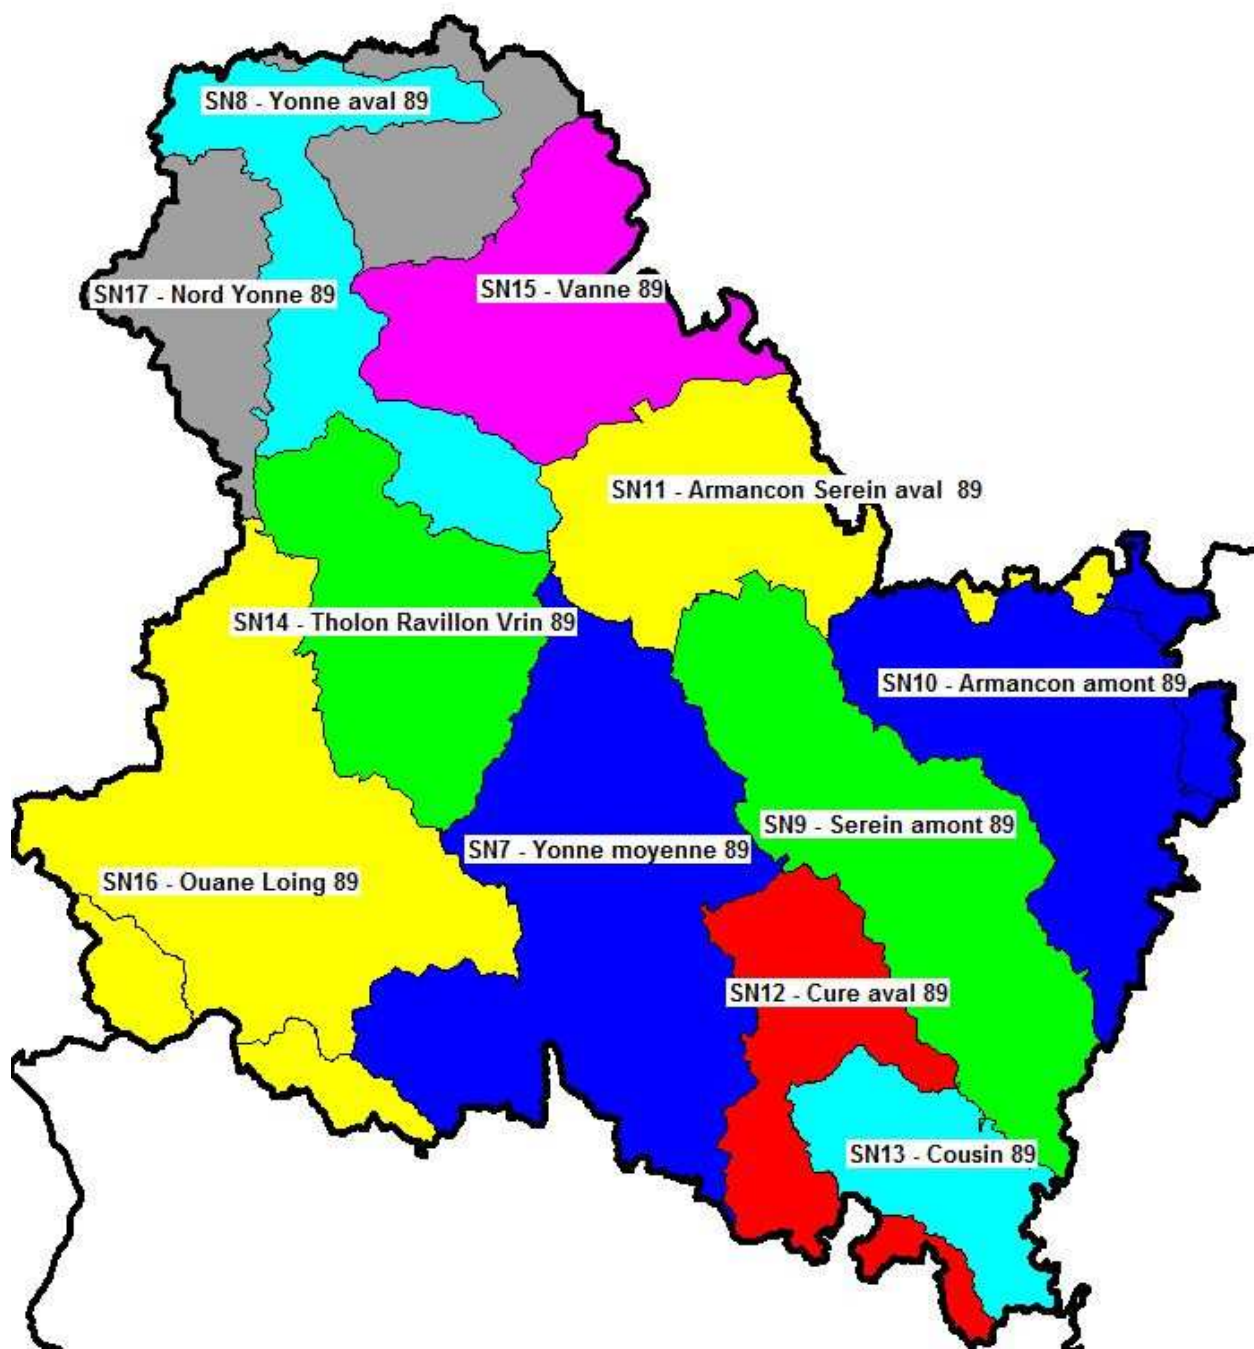 SN8 - Yonne aval 89
SN17 - Nord Yonne 89
SN15 - Vanne 89
SN11 - Armancon Serein aval  89
SN14 - Tholon Ravillon Vrin 89
SN10 - Armancon amont 89
SN9 - Serein amont 89
SN7 - Yonne moyenne 89
SN16 - Ouane Loing 89
SN12 - Cure aval 89
SN13 - Cousin 89